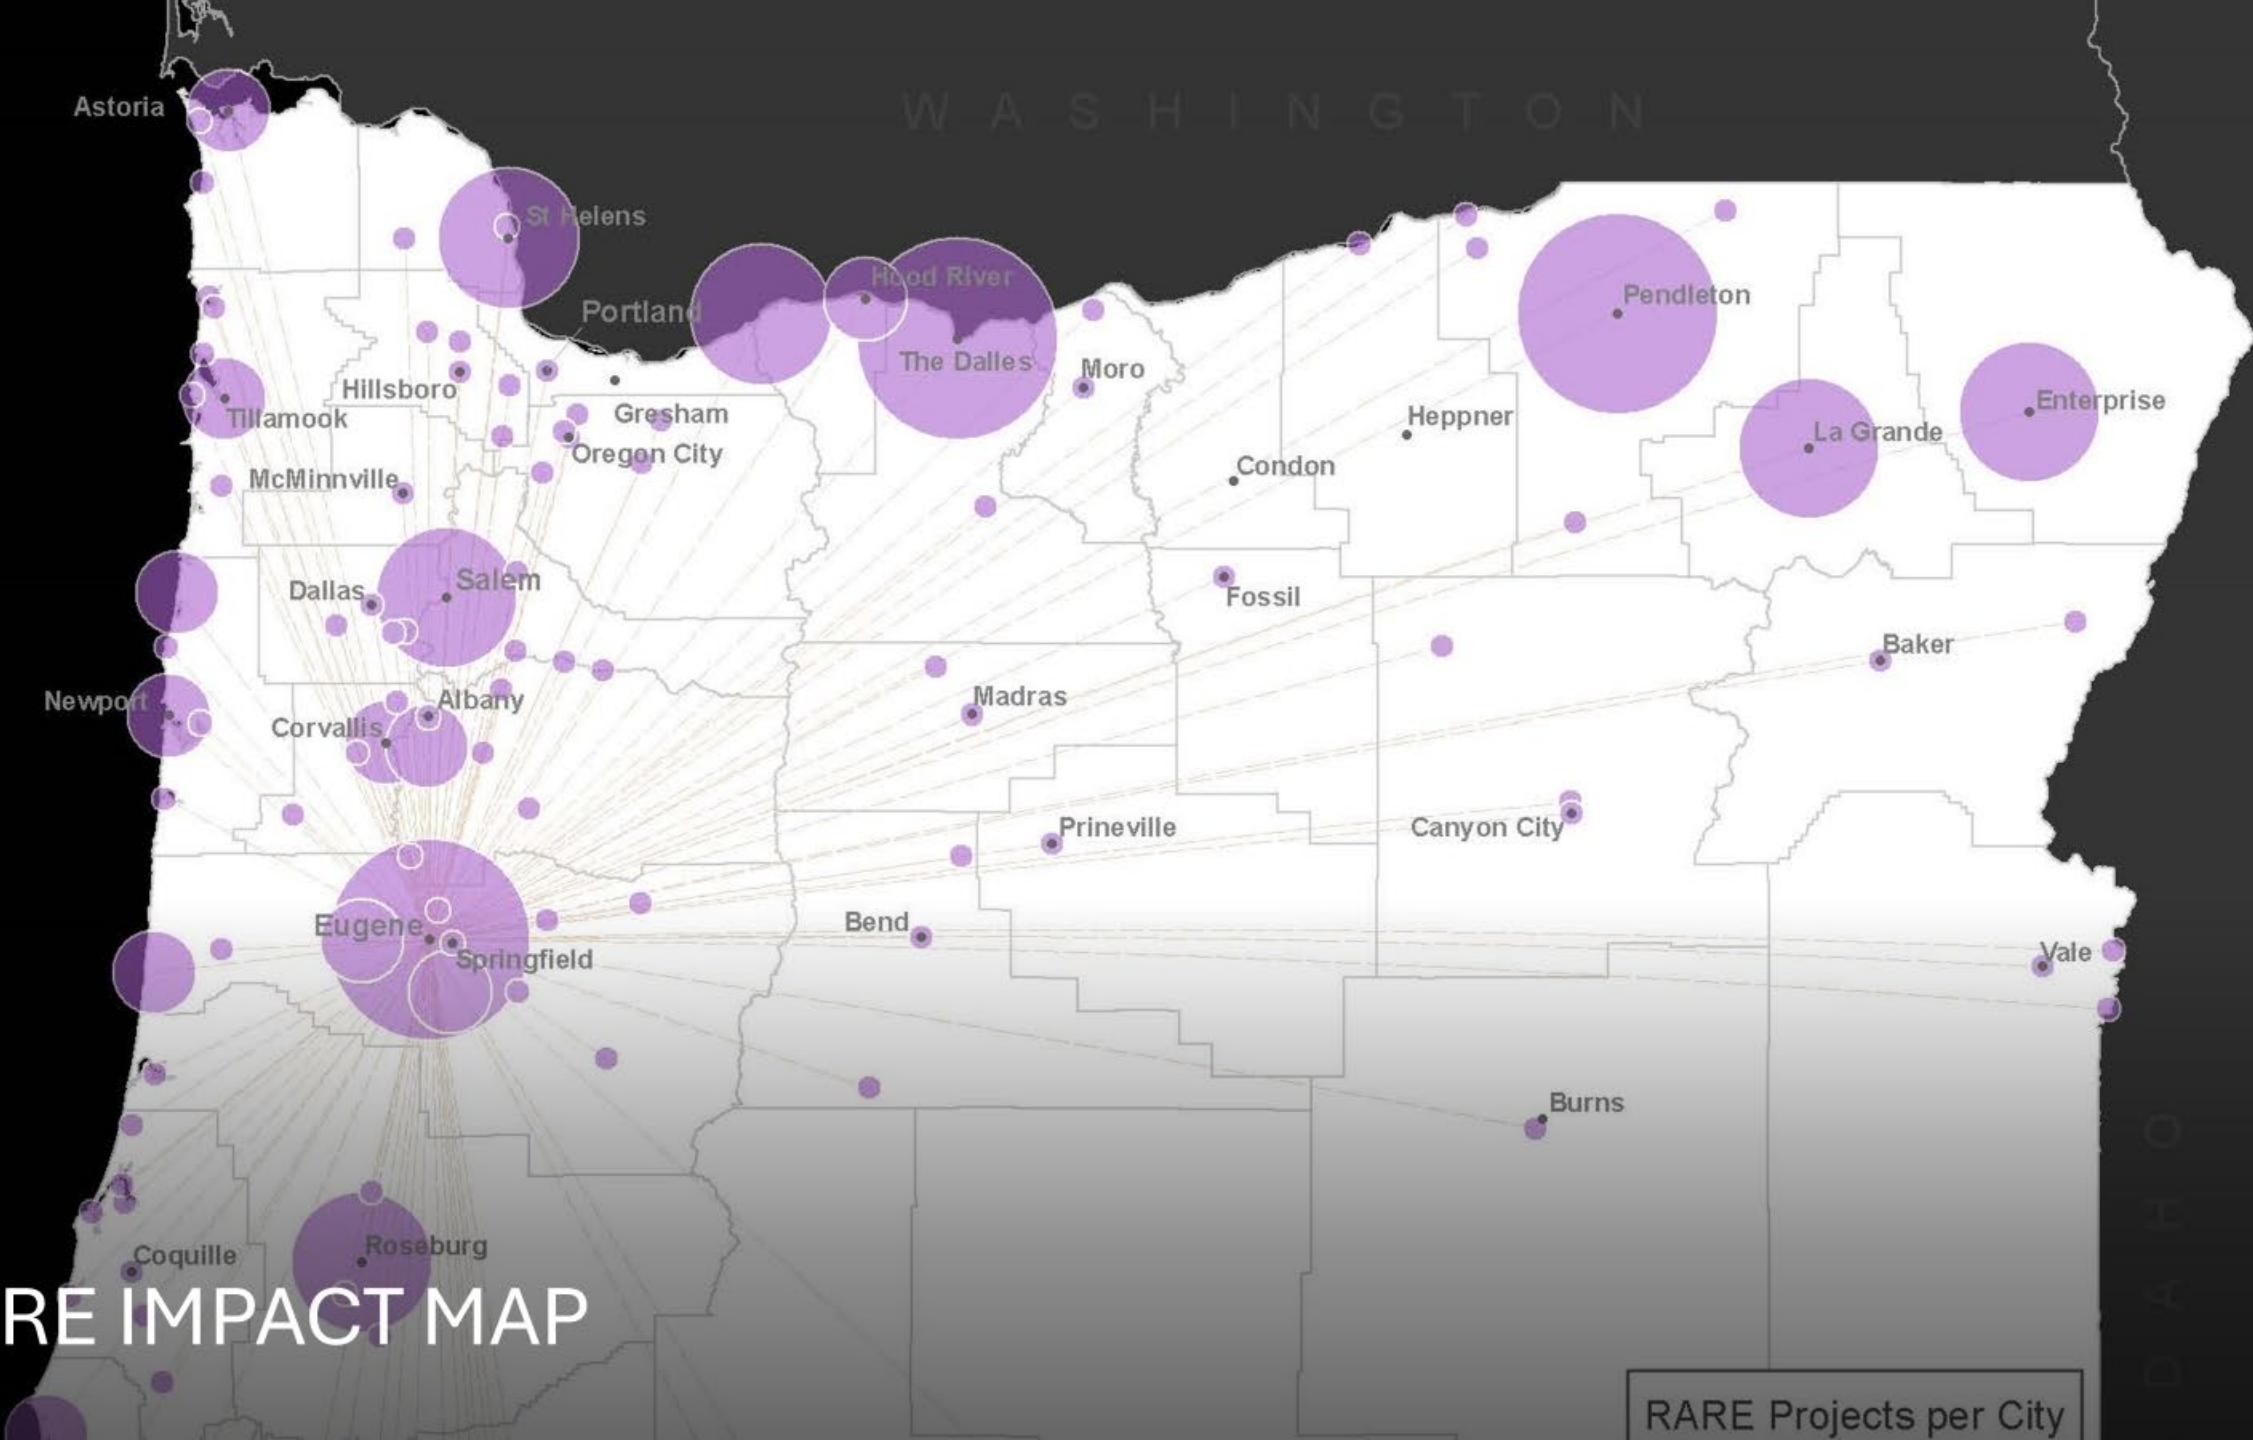 WASHINGTON
Astoria
St Helens
Hood River
Portland
Pendleton
The Dalles
Moro
Hillsboro
Enterprise
Tillamook
Gresham
Heppner
La Grande
Oregon City
Condon
McMinnville
Salem
Dallas
Fossil
Baker
Newport
Albany
Madras
Corvallis
Prineville
Canyon City
Eugene
Bend
Springfield
Vale
Burns
IDAHO
Roseburg
Coquille
RE IMPACT MAP
RARE Projects per City